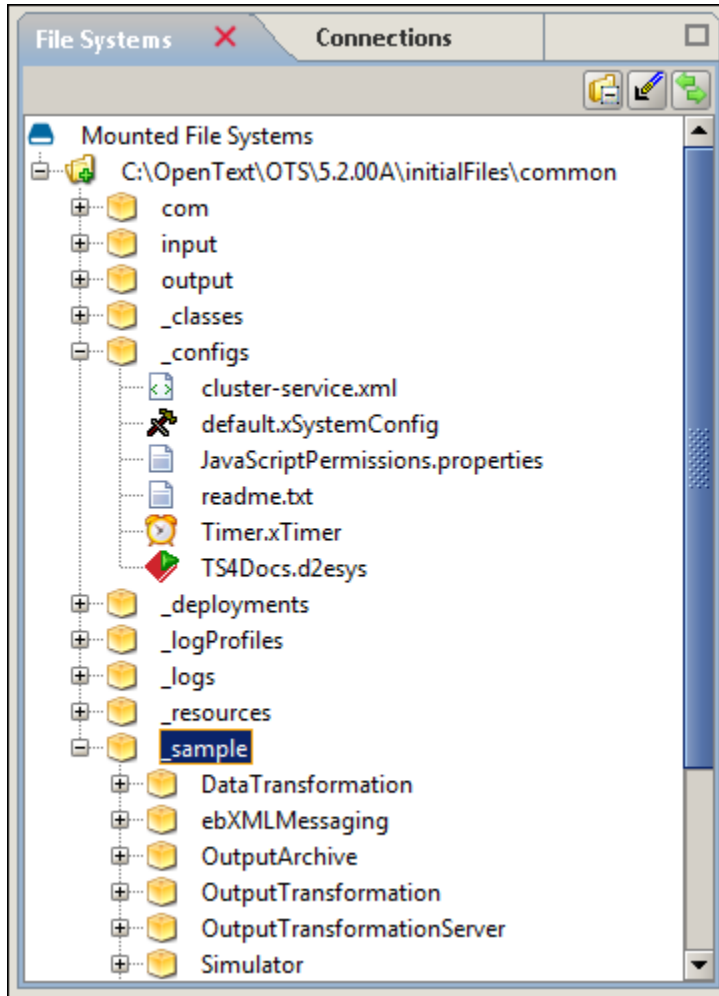 File Systems
Connections
Mounted File Systems
C:\OpenText\OTS\5.2.00A\initialFiles\common
com
input
output
_classes
_configs
cluster-service.xml
default.xSystemConfig
JavaScriptPermissions.properties
readme.txt
Timer.xTimer
TS4Docs.d2esys
_deployments
_logProfiles
_logs
_resources
_sample
DataTransformation
ebXMLMessaging
OutputArchive
OutputTransformation
OutputTransformationServer
Simulator